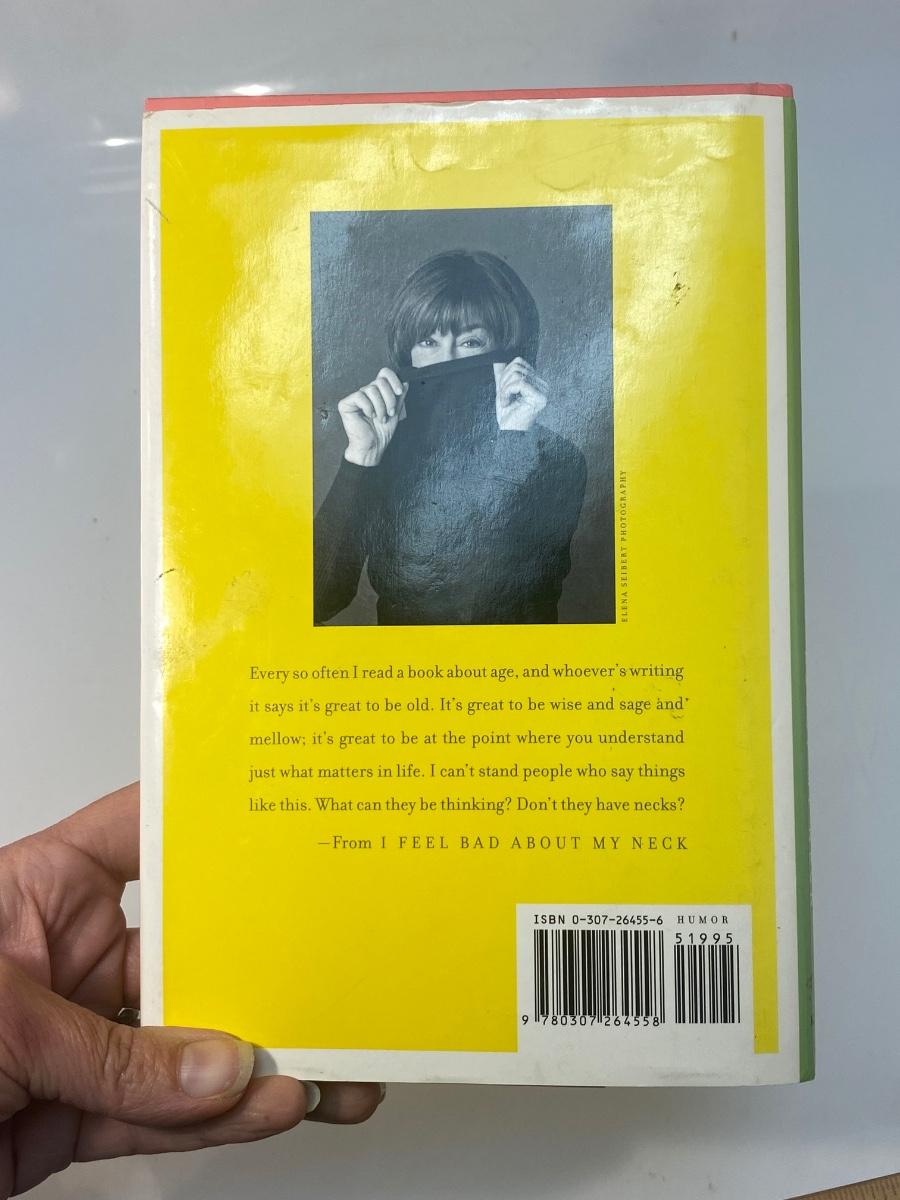 ELENA SEIBERT PHOTOGRAPHY
Every so often I read a book about age, and whoever's writing
it says it's great to be old. It's great to be wise and sage and
mellow; it's great to be at the point where you understand
just what matters in life. I can't stand people who say things
like this. What can they be thinking? Don't they have necks?
—From I FEEL BAD ABOUT MY NECK
ISBN 0-307-26455-6 HUMOR
51995
9 780307 264558